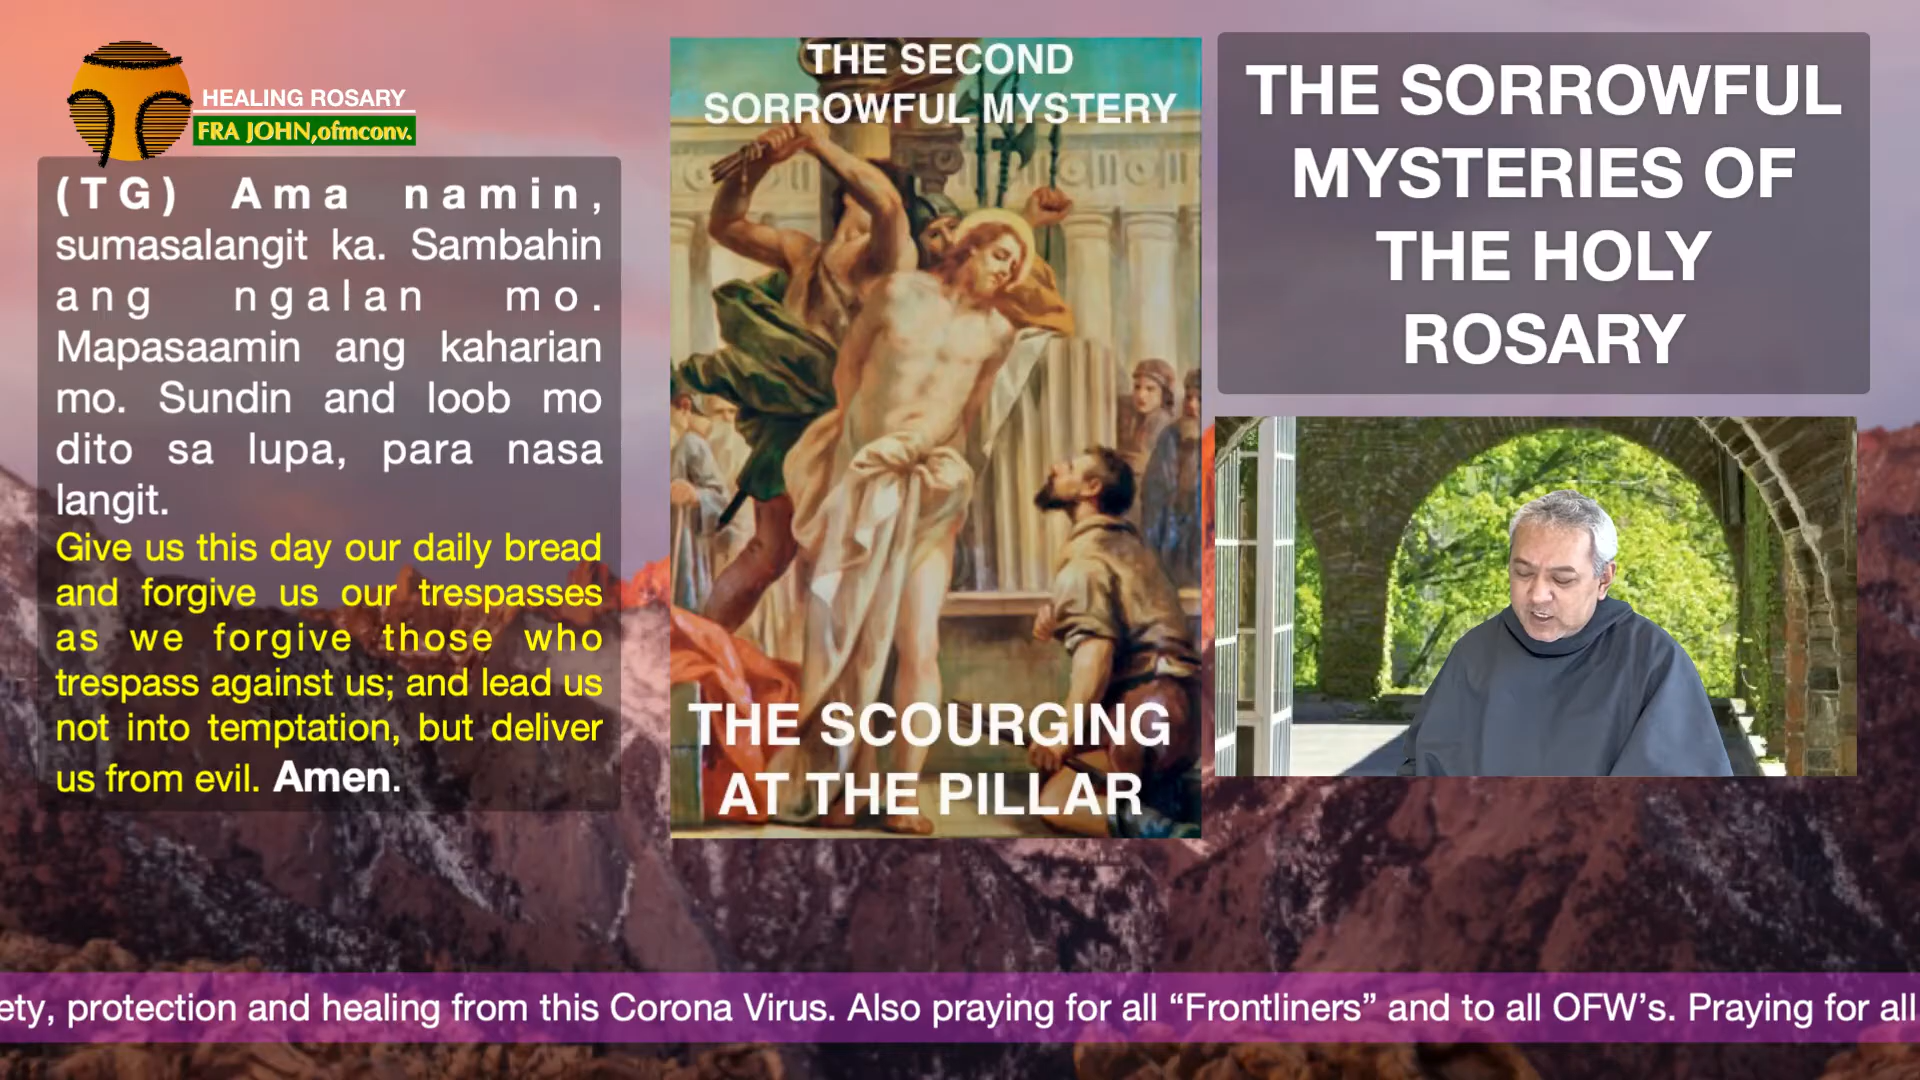 HEALING ROSARY
FRA JOHN,ofmconv.
(TG) Ama namin,
sumasalangit ka. Sambahin
ang ngalan mo.
Mapasaamin ang kaharian
mo. Sundin and loob mo
dito sa lupa, para nasa
langit.
Give us this day our daily bread
and forgive us our trespasses
as we forgive those who
trespass against us; and lead us
not into temptation, but deliver
us from evil. Amen.
THE SECOND
SORROWFUL MYSTERY
THE SCOURGING
AT THE PILLAR
THE SORROWFUL
MYSTERIES OF
THE HOLY
ROSARY
ety, protection and healing from this Corona Virus. Also praying for all “Frontliners” and to all OFW’s. Praying for all